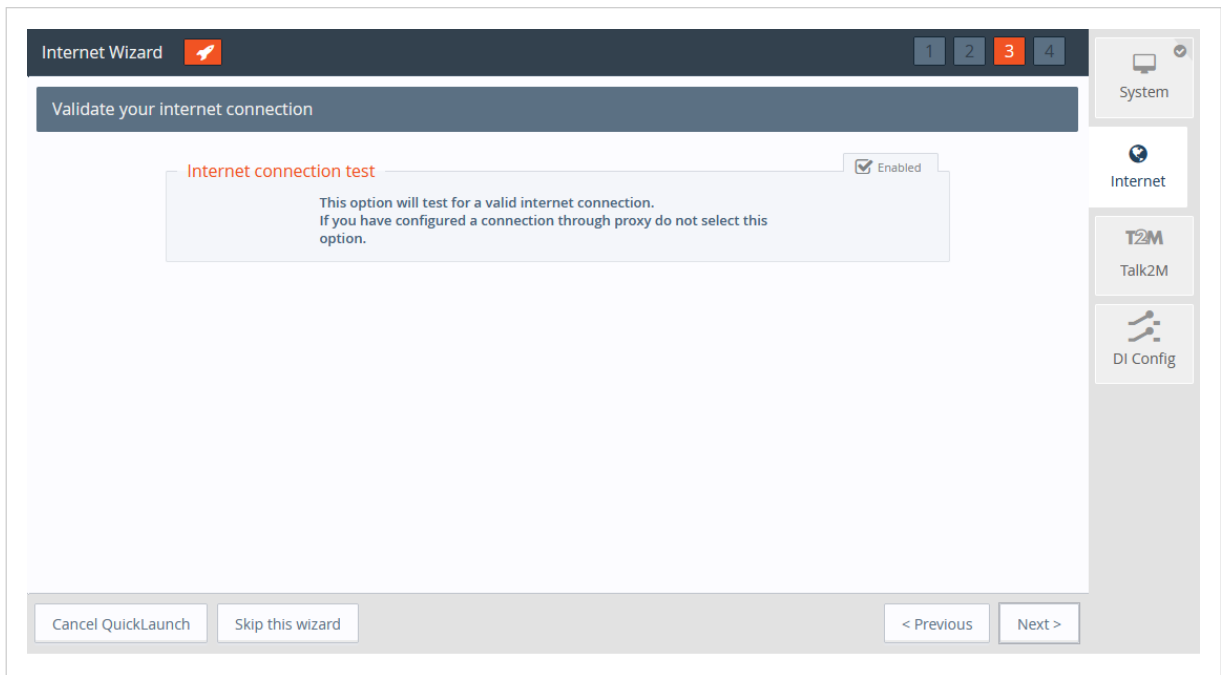 Internet Wizard
1 2 3 4
System
Validate your internet connection
Internet connection test
Enabled
This option will test for a valid internet connection.
If you have configured a connection through proxy do not select this
option.
Internet
T2M
Talk2M
DI Config
Cancel QuickLaunch
Skip this wizard
< Previous
Next >